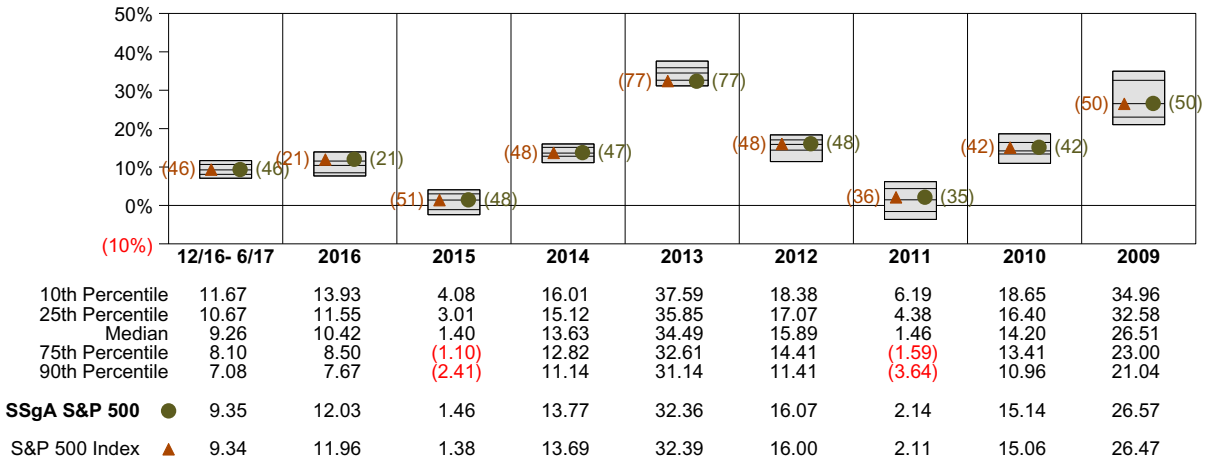 50%
40%
30%
20%
10%
0%
(10%)
(46) (46)
(21) (21)
(51) (48)
(48) (47)
(77) (77)
(48) (48)
(36) (35)
(42) (42)
(50) (50)
12/16- 6/17 2016 2015 2014 2013 2012 2011 2010 2009
10th Percentile 11.67 13.93 4.08 16.01 37.59 18.38 6.19 18.65 34.96
25th Percentile 10.67 11.55 3.01 15.12 35.85 17.07 4.38 16.40 32.58
Median 9.26 10.42 1.40 13.63 34.49 15.89 1.46 14.20 26.51
75th Percentile 8.10 8.50 (1.10) 12.82 32.61 14.41 (1.59) 13.41 23.00
90th Percentile 7.08 7.67 (2.41) 11.14 31.14 11.41 (3.64) 10.96 21.04
SSgA S&P 500 9.35 12.03 1.46 13.77 32.36 16.07 2.14 15.14 26.57
S&P 500 Index 9.34 11.96 1.38 13.69 32.39 16.00 2.11 15.06 26.47